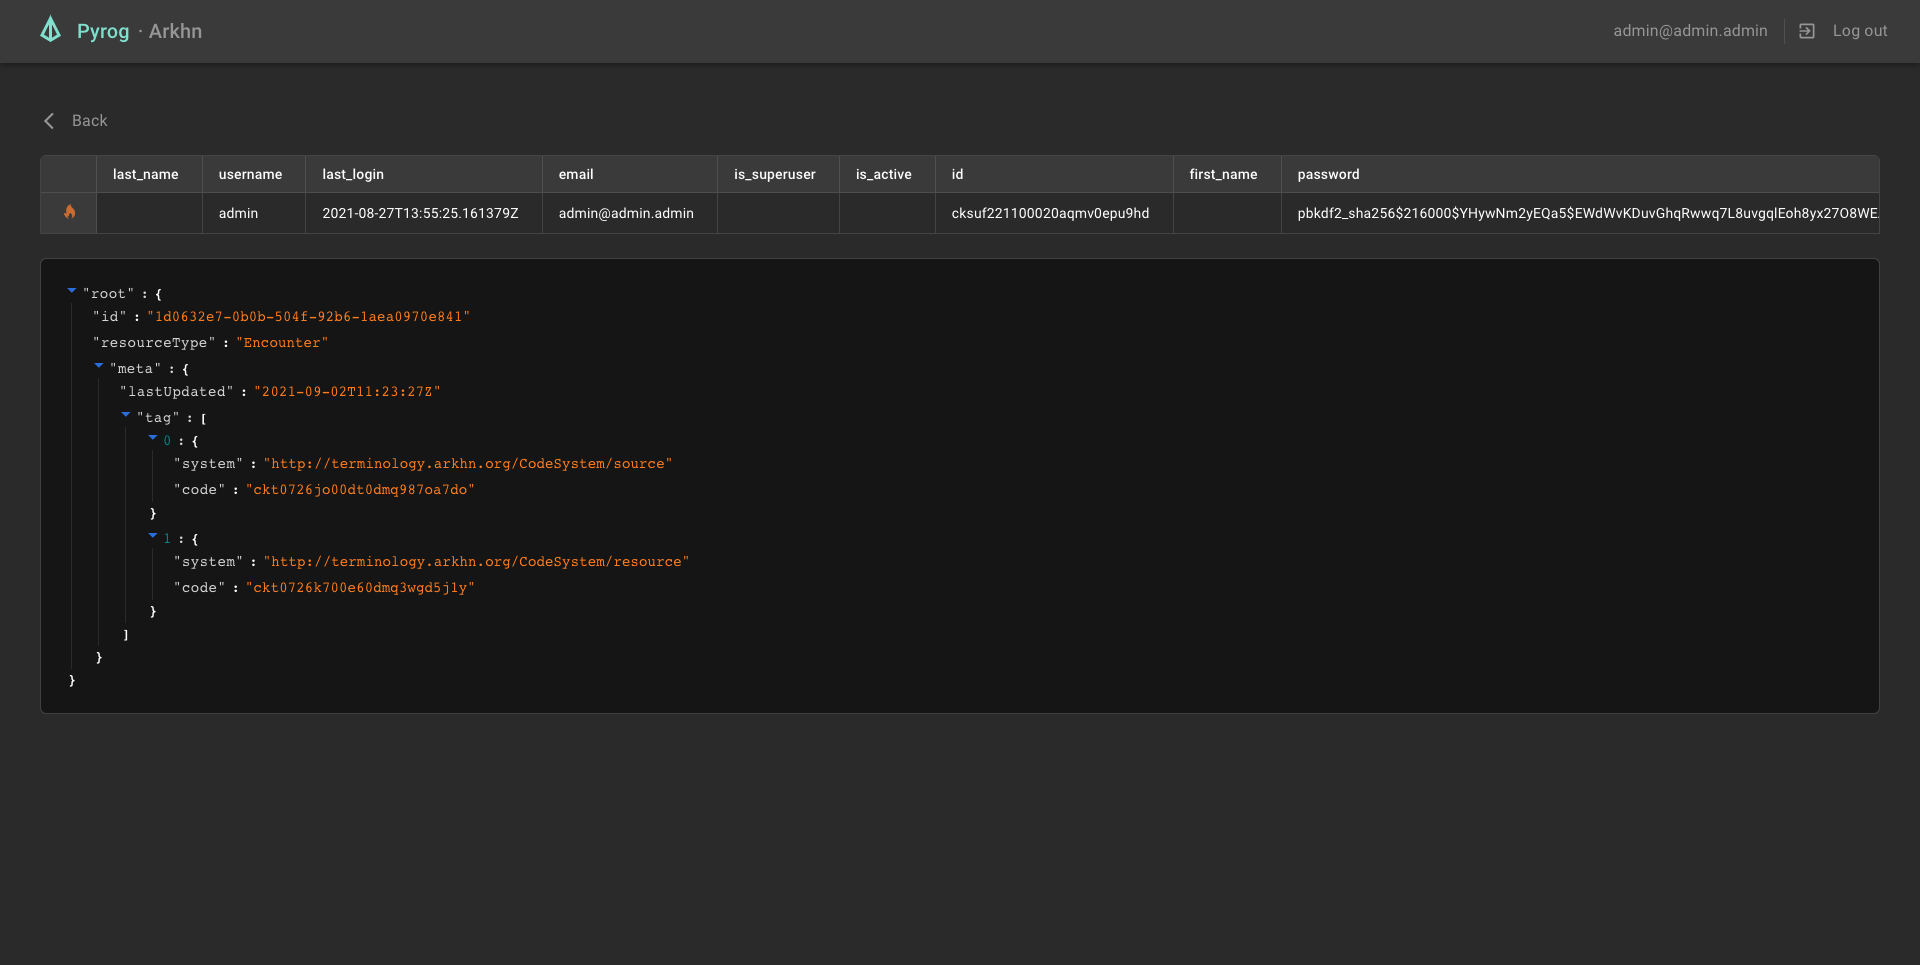 Pyrog · Arkhn
admin@admin.admin
Log out
Back
last_name username last_login email is_superuser is_active id first_name password
admin 2021-08-27T13:55:25.161379Z admin@admin.admin cksuf221100020aqmv0epu9hd pbkdf2_sha256$216000$YHywNm2yEQa5$EWdWvKDuvGhqRwwq7L8uvgqlEoh8yx27O8WE
"root" : {
"id" : "1d0632e7-0b0b-504f-92b6-1aea0970e841"
"resourceType" : "Encounter"
"meta" : {
"lastUpdated" : "2021-09-02T11:23:27Z"
"tag" : [
0 : {
"system" : "http://terminology.arkhn.org/CodeSystem/source"
"code" : "ckt0726jo00dt0dmq987oa7do"
}
1 : {
"system" : "http://terminology.arkhn.org/CodeSystem/resource"
"code" : "ckt0726k700e60dmq3wgd5j1y"
}
]
}
}